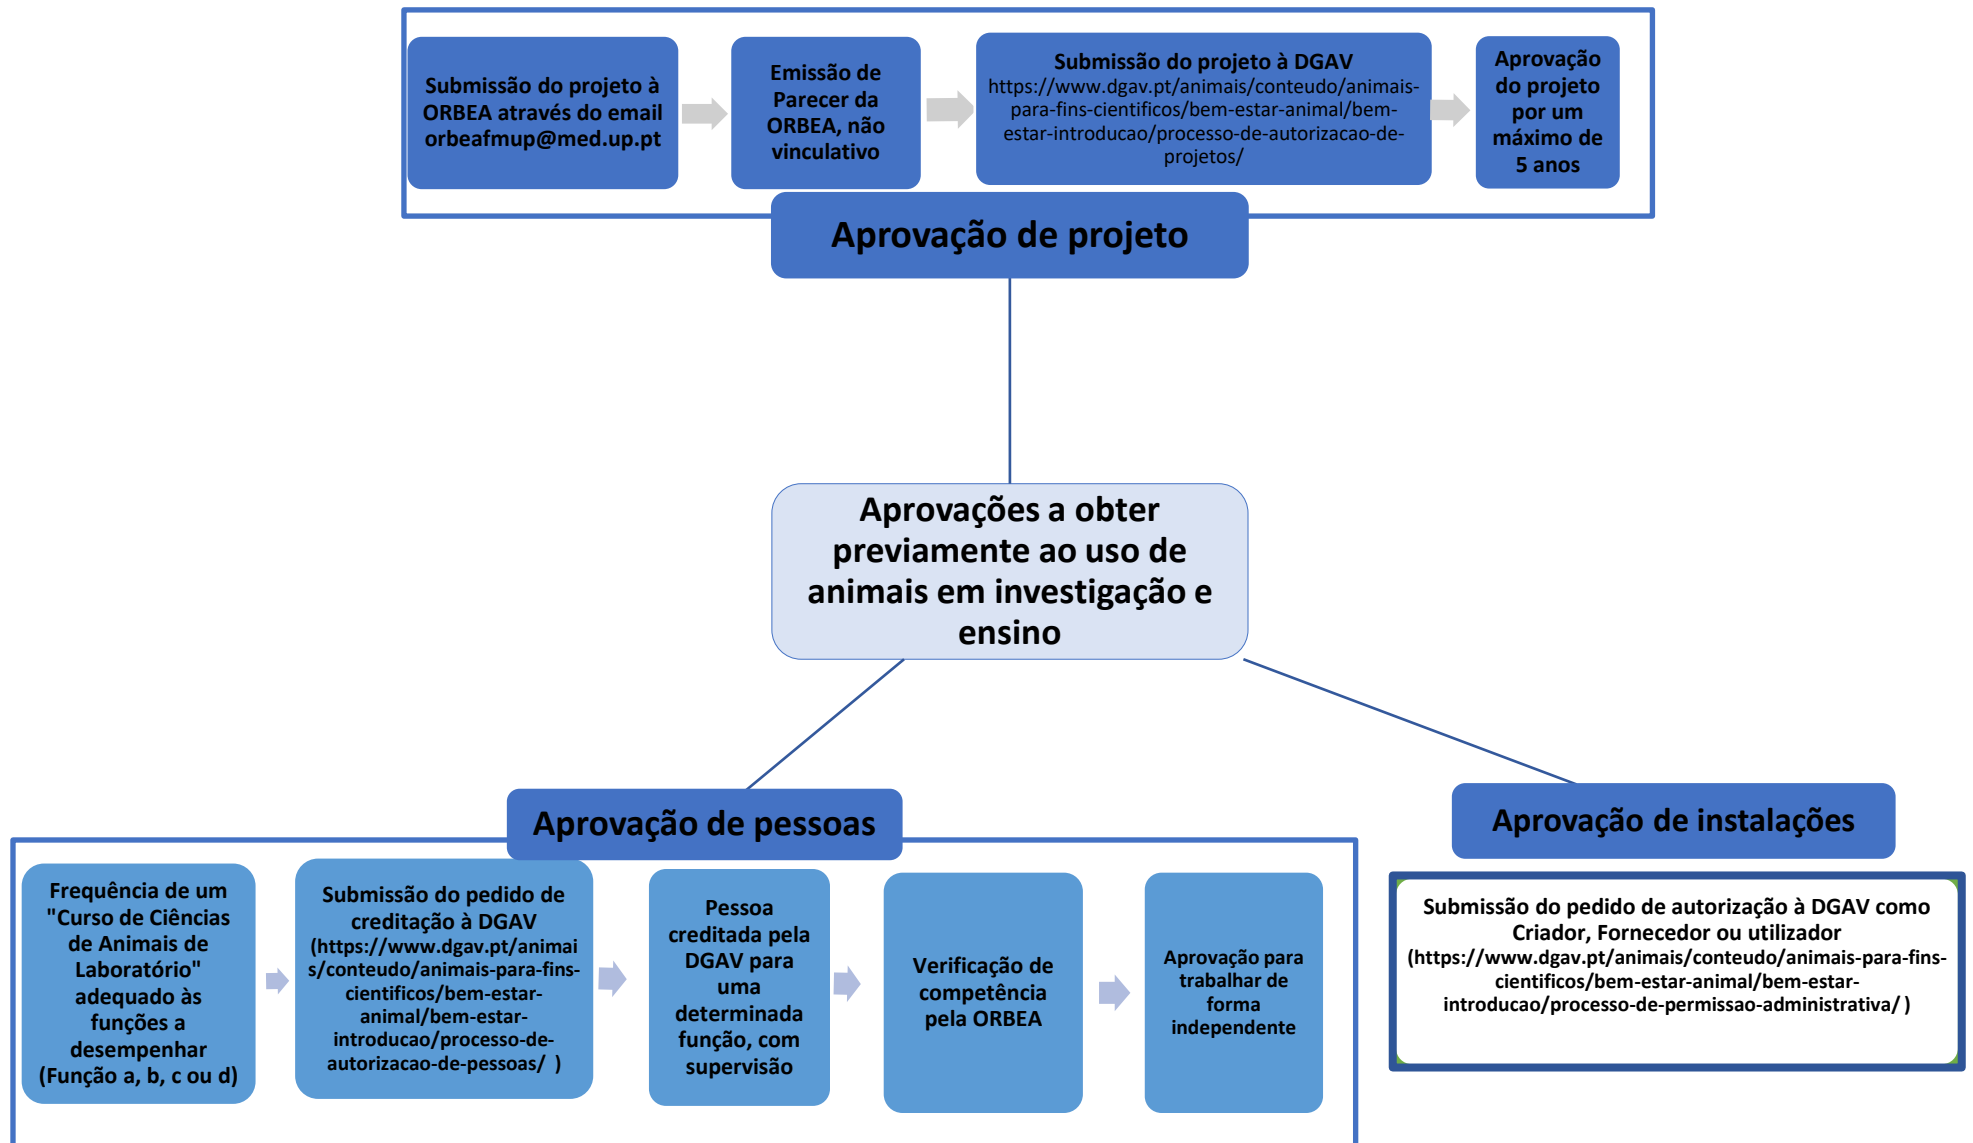 Submissão do projeto à
ORBEA através do email
orbeafmup@med.up.pt
Emissão de
Parecer da
ORBEA, não
vinculativo
Submissão do projeto à DGAV
https://www.dgav.pt/animais/conteudo/animais-
para-fins-cientificos/bem-estar-animal/bem-
estar-introducao/processo-de-autorizacao-de-
projetos/
Aprovação
do projeto
por um
máximo de
5 anos
Aprovação de projeto
Aprovações a obter
previamente ao uso de
animais em investigação e
ensino
Aprovação de pessoas
Frequência de um
"Curso de Ciências
de Animais de
Laboratório"
adequado às
funções a
desempenhar
(Função a, b, c ou d)
Submissão do pedido de
creditação à DGAV
(https://www.dgav.pt/animai
s/conteudo/animais-para-fins-
cientificos/bem-estar-
animal/bem-estar-
introducao/processo-de-
autorizacao-de-pessoas/ )
Pessoa
creditada pela
DGAV para
uma
determinada
função, com
supervisão
Verificação de
competência
pela ORBEA
Aprovação para
trabalhar de
forma
independente
Aprovação de instalações
Submissão do pedido de autorização à DGAV como
Criador, Fornecedor ou utilizador
(https://www.dgav.pt/animais/conteudo/animais-para-fins-
cientificos/bem-estar-animal/bem-estar-
introducao/processo-de-permissao-administrativa/ )